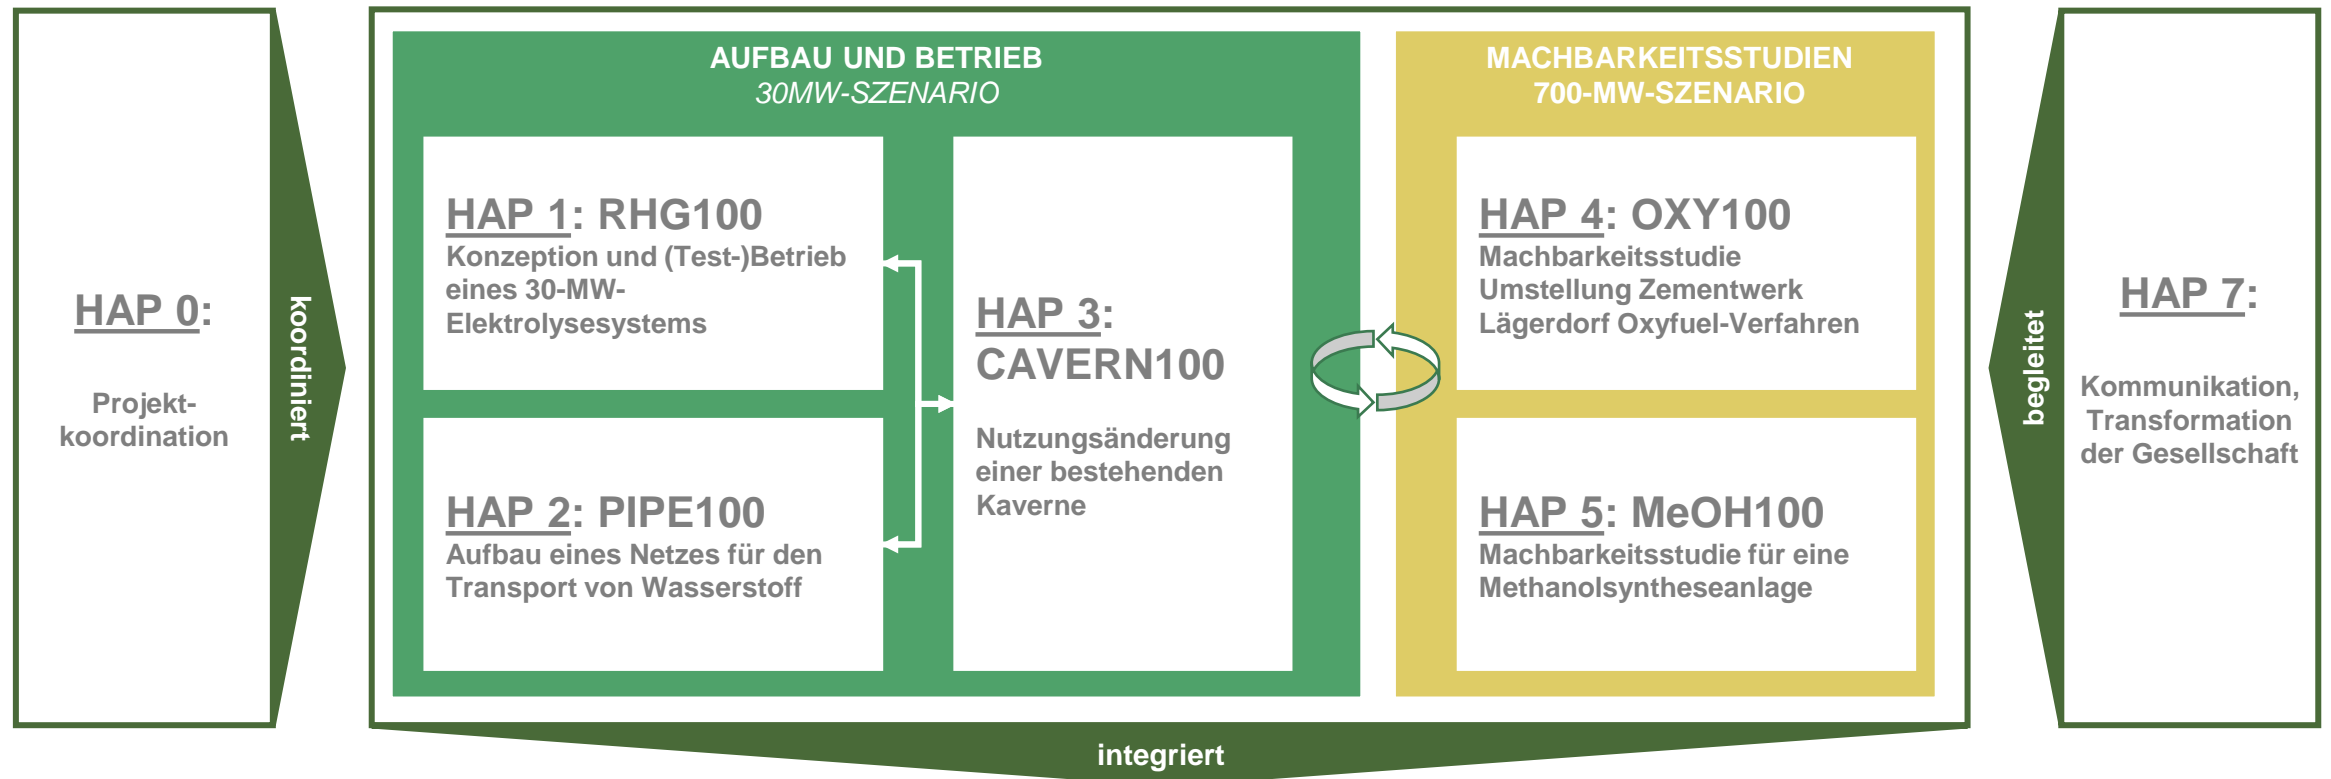 HAP 0:
Projekt-
koordination
koordiniert
AUFBAU UND BETRIEB
30MW-SZENARIO
HAP 1: RHG100
Konzeption und (Test-)Betrieb
eines 30-MW-
Elektrolysesystems
HAP 2: PIPE100
Aufbau eines Netzes für den
Transport von Wasserstoff
HAP 3:
CAVERN100
Nutzungsänderung
einer bestehenden
Kaverne
MACHBARKEITSSTUDIEN
700-MW-SZENARIO
HAP 4: OXY100
Machbarkeitsstudie
Umstellung Zementwerk
Lägerdorf Oxyfuel-Verfahren
HAP 5: MeOH100
Machbarkeitsstudie für eine
Methanolsyntheseanlage
begleitet
HAP 7:
Kommunikation,
Transformation
der Gesellschaft
integriert